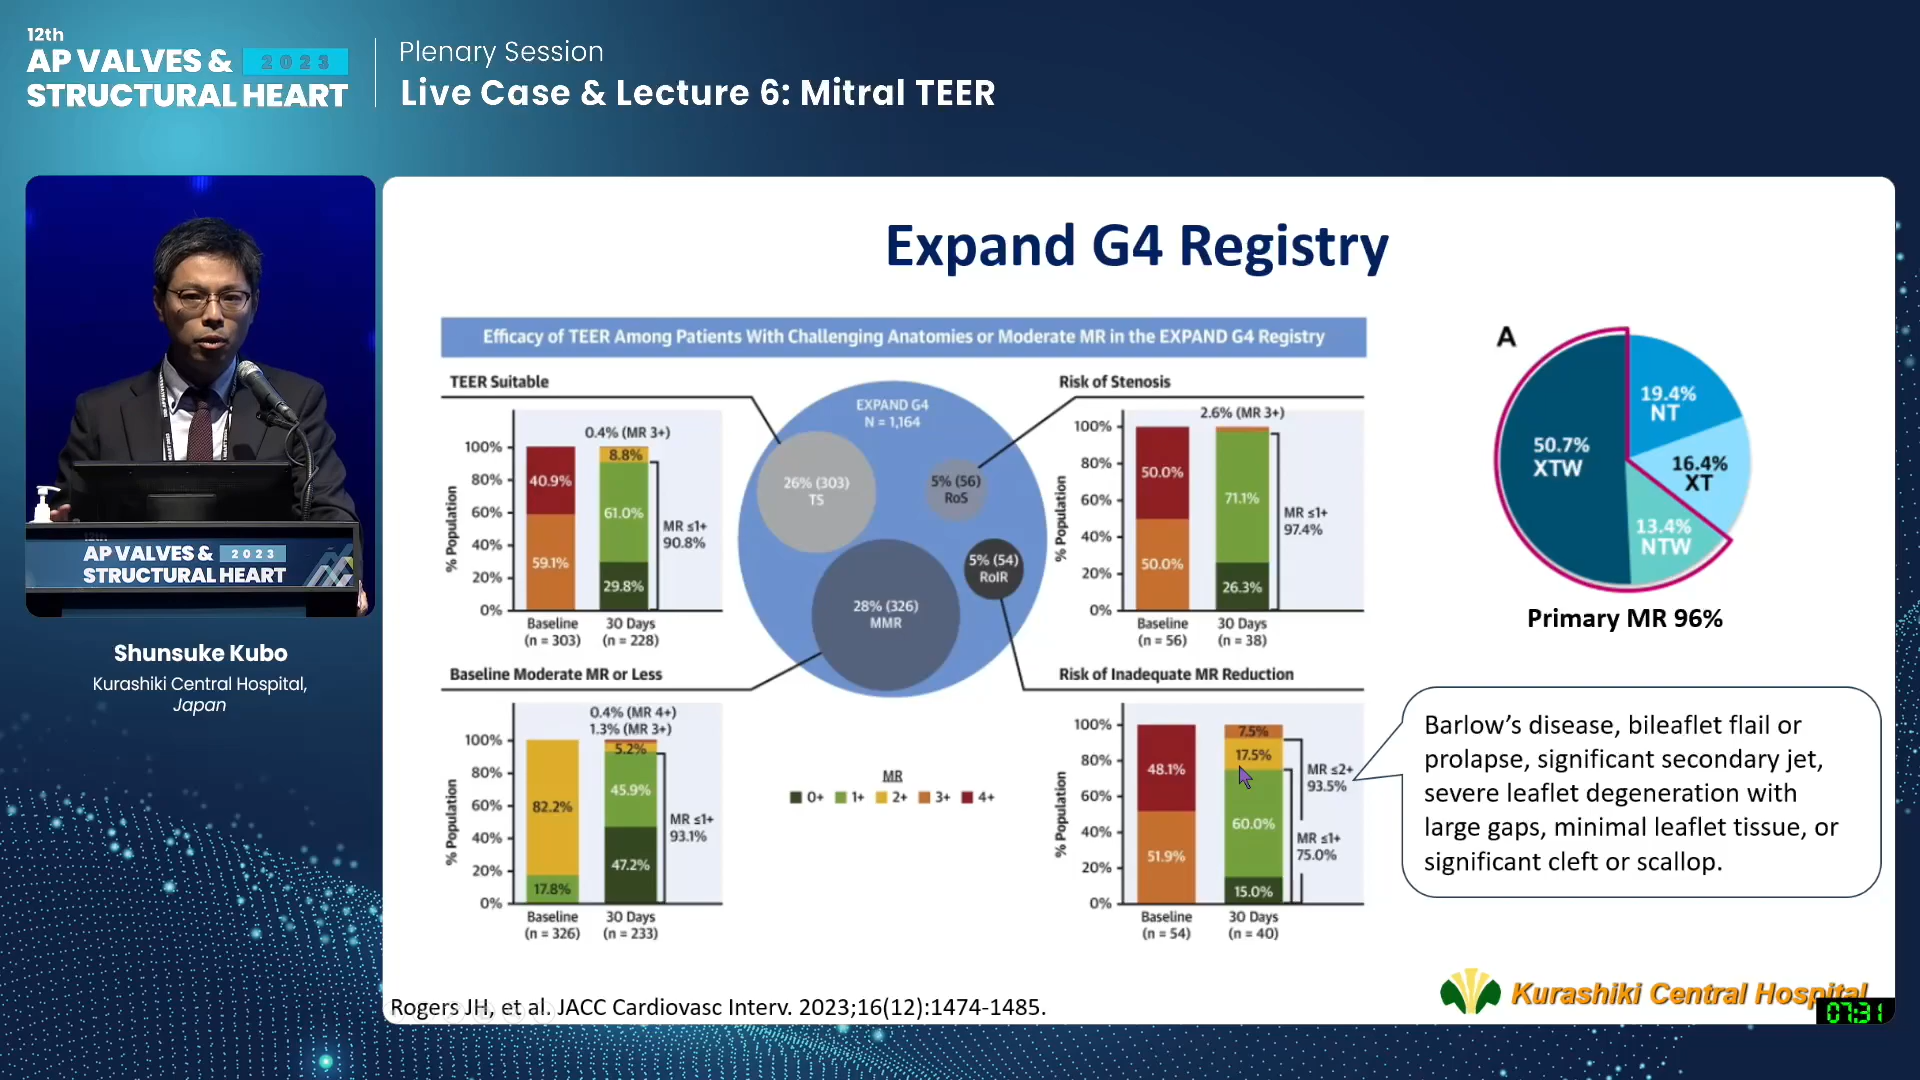 12th
AP VALVES & 2023
STRUCTURAL HEART
Plenary Session
Live Case & Lecture 6: Mitral TEER
12th
AP VALVES & 2023
STRUCTURAL HEART
Shunsuke Kubo
Kurashiki Central Hospital,
Japan
Expand G4 Registry
Efficacy of TEER Among Patients With Challenging Anatomies or Moderate MR in the EXPAND G4 Registry
TEER Suitable
% Population
100%
80%
60%
40%
20%
0%
40.9%
59.1%
0.4% (MR 3+)
8.8%
61.0%
29.8%
MR ≤1+
90.8%
Baseline
(n = 303)
30 Days
(n = 228)
EXPAND G4
N = 1,164
26% (303)
TS
5% (56)
RoS
5% (54)
RoIR
28% (326)
MMR
Risk of Stenosis
% Population
100%
80%
60%
40%
20%
0%
50.0%
50.0%
2.6% (MR 3+)
71.1%
26.3%
MR ≤1+
97.4%
Baseline
(n = 56)
30 Days
(n = 38)
Baseline Moderate MR or Less
% Population
100%
80%
60%
40%
20%
0%
82.2%
17.8%
0.4% (MR 4+)
1.3% (MR 3+)
5.2%
45.9%
47.2%
MR ≤1+
93.1%
Baseline
(n = 326)
30 Days
(n = 233)
MR
0+ 1+ 2+ 3+ 4+
Risk of Inadequate MR Reduction
% Population
100%
80%
60%
40%
20%
0%
48.1%
51.9%
7.5%
17.5%
60.0%
15.0%
MR ≤2+
93.5%
MR ≤1+
75.0%
Baseline
(n = 54)
30 Days
(n = 40)
A
50.7%
XTW
19.4%
NT
16.4%
XT
13.4%
NTW
Primary MR 96%
Barlow's disease, bileaflet flail or
prolapse, significant secondary jet,
severe leaflet degeneration with
large gaps, minimal leaflet tissue, or
significant cleft or scallop.
Rogers JH, et al. JACC Cardiovasc Interv. 2023;16(12):1474-1485.
Kurashiki Central Hospital
07:31